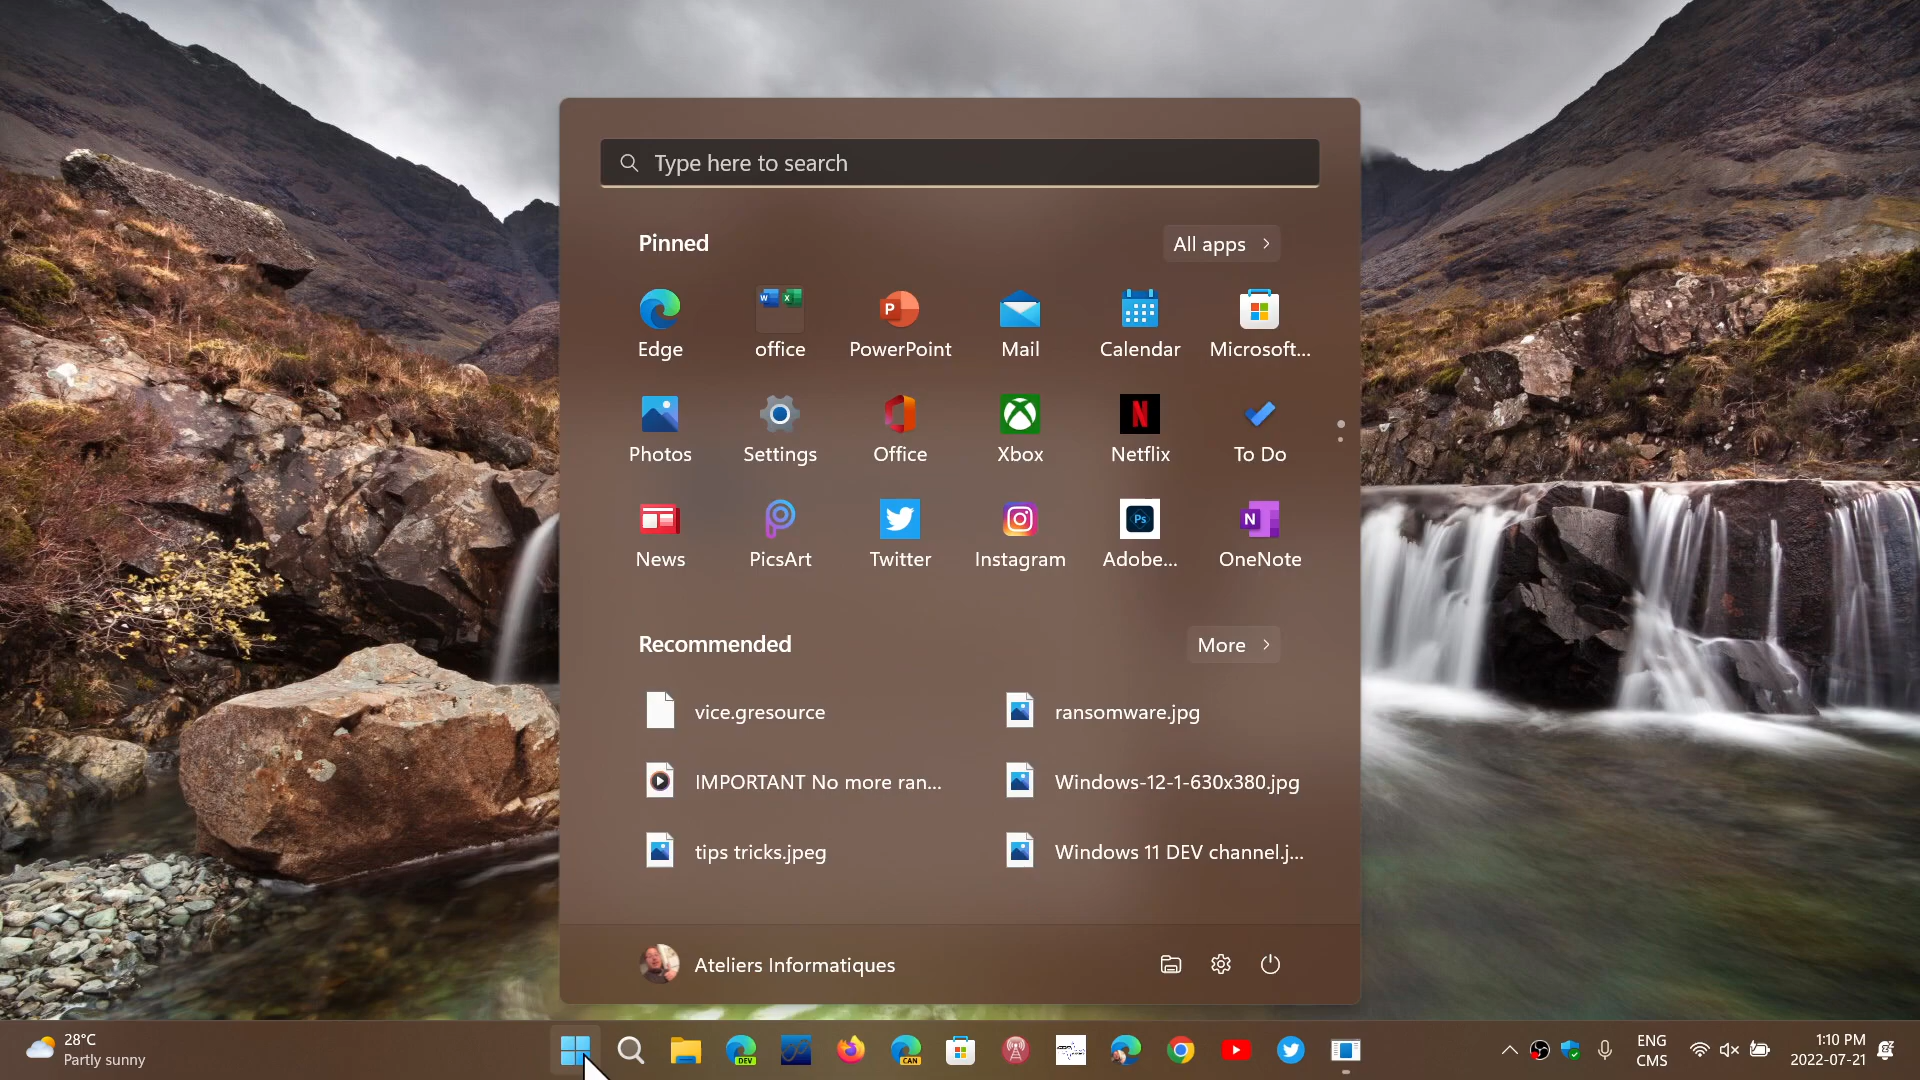 Type here to search
Pinned
All apps
Edge
office
PowerPoint
Mail
Calendar
Microsoft...
Photos
Settings
Office
Xbox
Netflix
To Do
News
PicsArt
Twitter
Instagram
Adobe...
OneNote
Recommended
More
vice.gresource
ransomware.jpg
IMPORTANT No more ran...
Windows-12-1-630x380.jpg
tips tricks.jpeg
Windows 11 DEV channel.j...
Ateliers Informatiques
28°C
Partly sunny
DEV
CAN
ENG
CMS
1:10 PM
2022-07-21